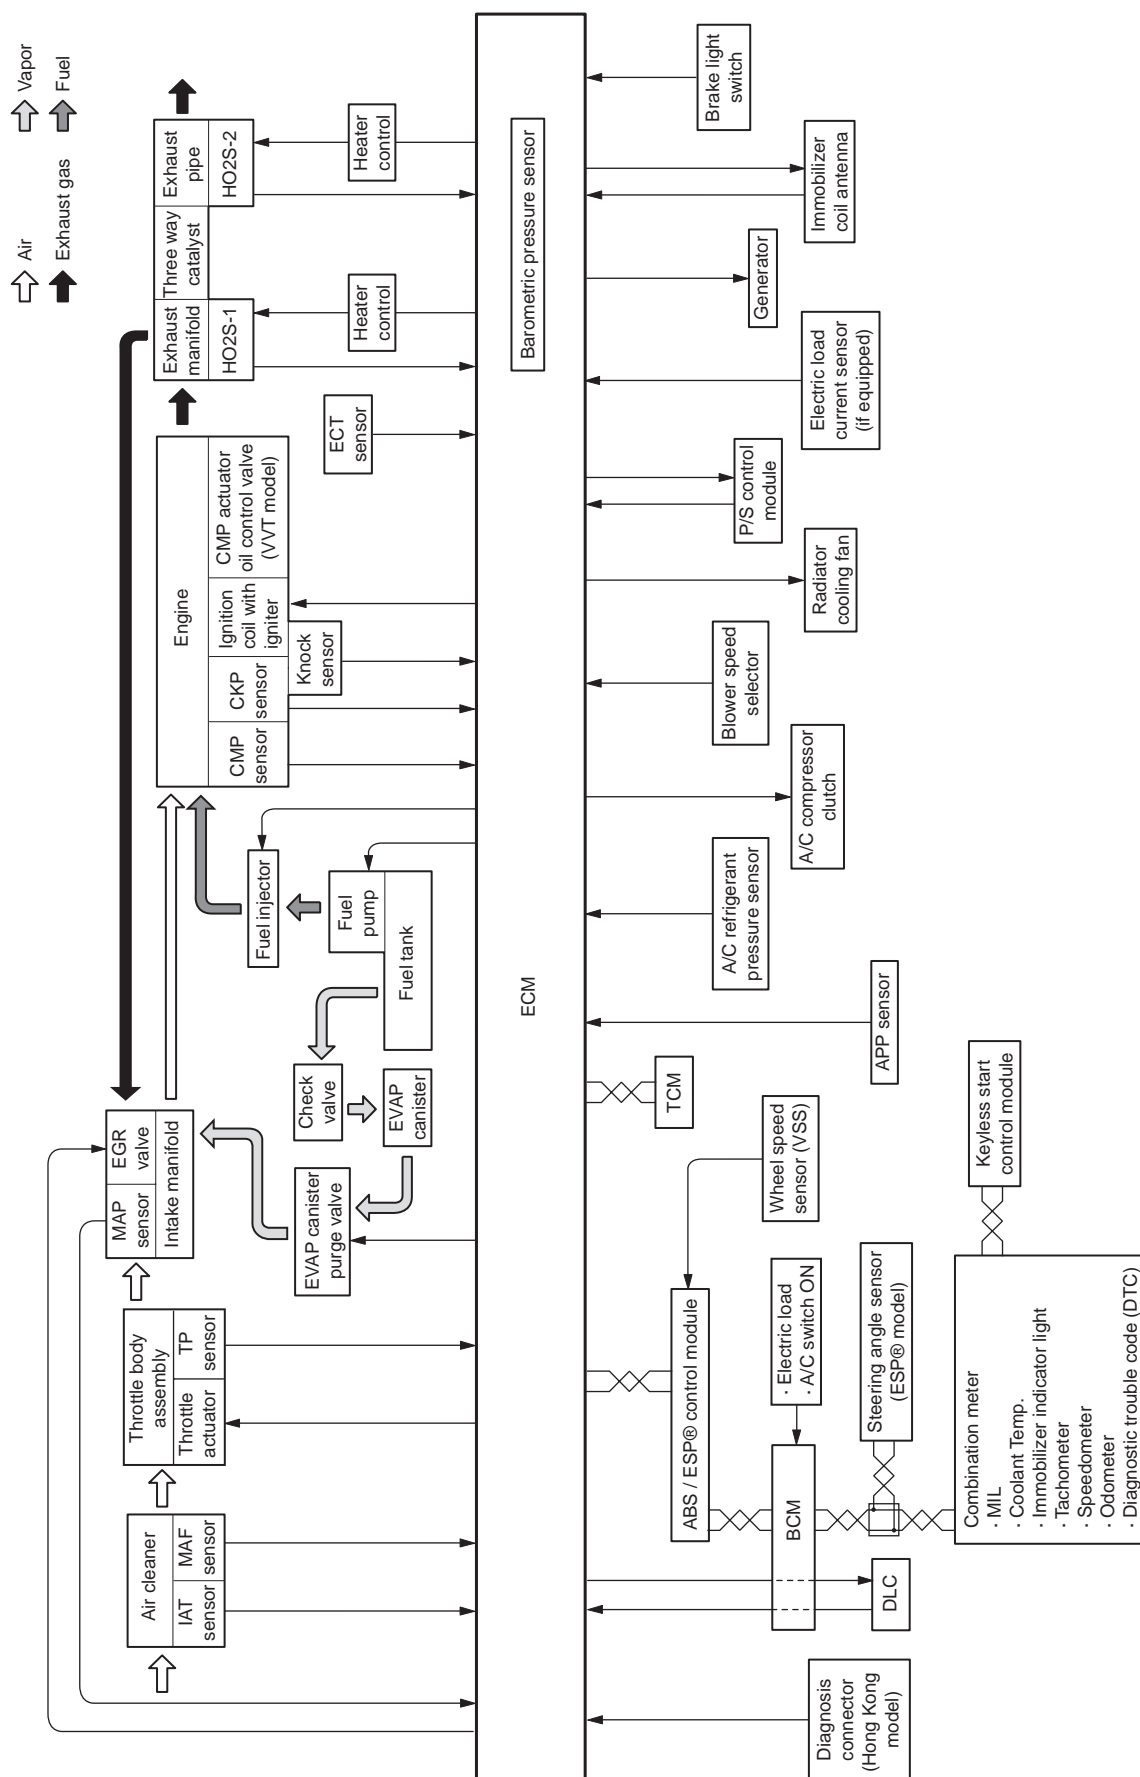 Air
Vapor
Exhaust gas
Fuel
Air cleaner
IAT
sensor
MAF
sensor
Throttle body
assembly
Throttle
actuator
TP
sensor
MAP
sensor
EGR
valve
Intake manifold
EVAP canister
purge valve
Check
valve
EVAP
canister
Fuel injector
Fuel
pump
Fuel tank
Engine
CMP
sensor
CKP
sensor
Ignition
coil with
igniter
CMP actuator
oil control valve
(VVT model)
Knock
sensor
ECT
sensor
Exhaust
manifold
Three way
catalyst
Exhaust
pipe
HO2S-1
HO2S-2
Heater
control
Heater
control
ECM
Barometric pressure sensor
Diagnosis
connector
(Hong Kong
model)
DLC
BCM
· Electric load
· A/C switch ON
ABS / ESP® control module
Wheel speed
sensor (VSS)
Steering angle sensor
(ESP® model)
Combination meter
· MIL
· Coolant Temp.
· Immobilizer indicator light
· Tachometer
· Speedometer
· Odometer
· Diagnostic trouble code (DTC)
Keyless start
control module
TCM
APP sensor
A/C refrigerant
pressure sensor
A/C compressor
clutch
Blower speed
selector
Radiator
cooling fan
P/S control
module
Electric load
current sensor
(if equipped)
Generator
Immobilizer
coil antenna
Brake light
switch